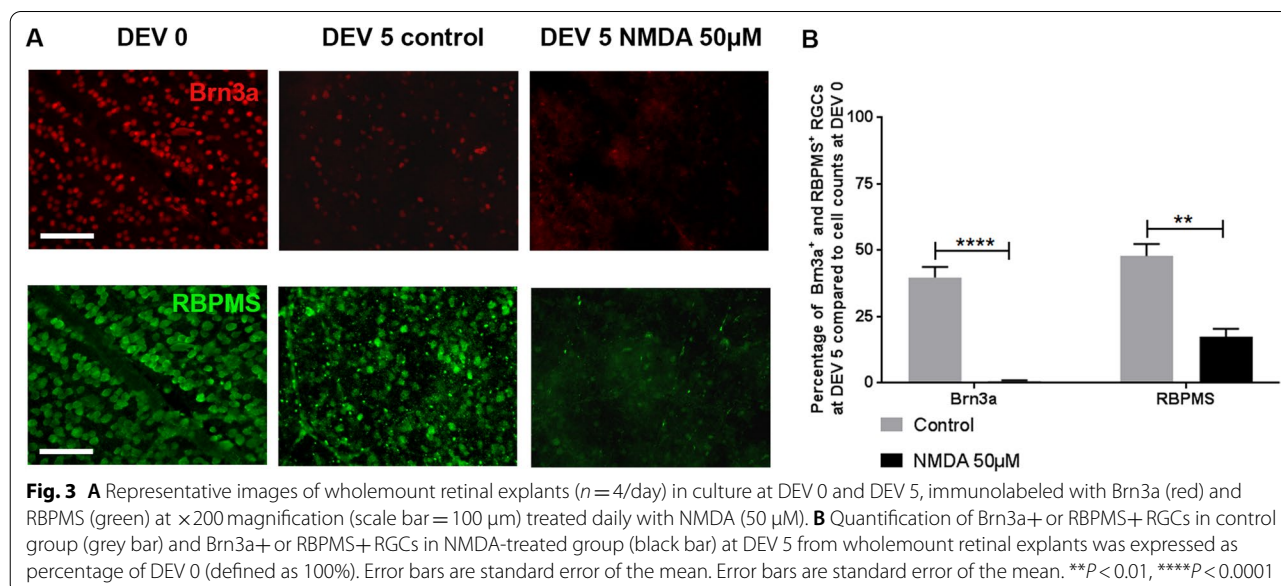 A DEV 0 DEV 5 control DEV 5 NMDA 50µM B
Brn3a
RBPMS
Percentage of Brn3a⁺ and RBPMS⁺ RGCs
at DEV 5 compared to cell counts at DEV 0
100
75
50
25
0
****
**
Brn3a RBPMS
Control
NMDA 50µM
Fig. 3 A Representative images of wholemount retinal explants (n = 4/day) in culture at DEV 0 and DEV 5, immunolabeled with Brn3a (red) and
RBPMS (green) at ×200 magnification (scale bar = 100 µm) treated daily with NMDA (50 µM). B Quantification of Brn3a+ or RBPMS+ RGCs in control
group (grey bar) and Brn3a+ or RBPMS+ RGCs in NMDA-treated group (black bar) at DEV 5 from wholemount retinal explants was expressed as
percentage of DEV 0 (defined as 100%). Error bars are standard error of the mean. Error bars are standard error of the mean. **P < 0.01, ****P < 0.0001